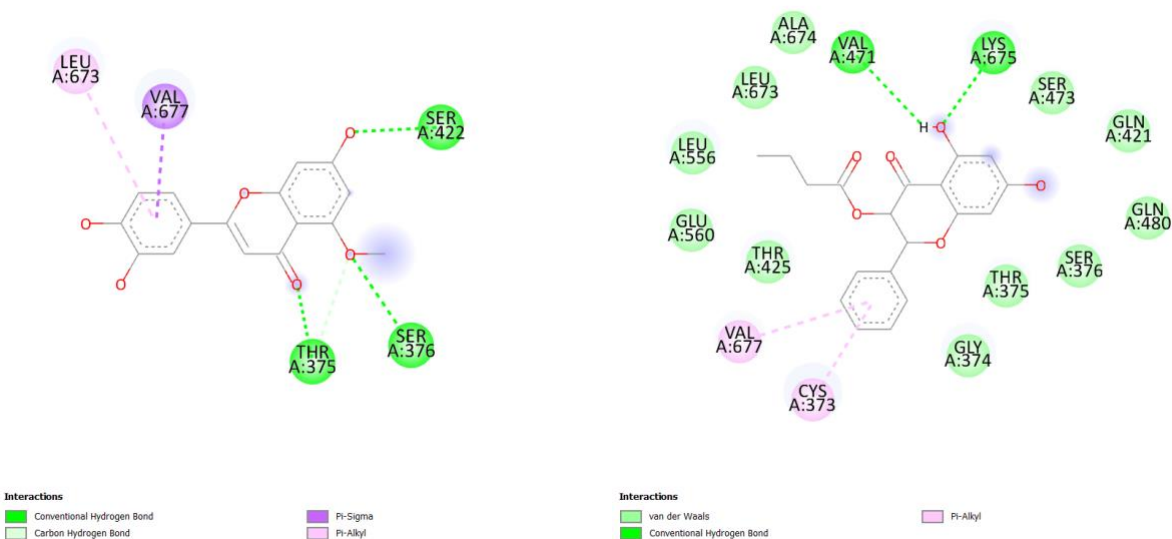 LEU
A:673
VAL
A:677
SER
A:422
O
O
O
O
O
O
THR
A:375
SER
A:376
Interactions
Conventional Hydrogen Bond
Carbon Hydrogen Bond
Pi-Sigma
Pi-Alkyl
ALA
A:674
VAL
A:471
LYS
A:675
LEU
A:673
SER
A:473
GLN
A:421
LEU
A:556
H O
O
O
O
O
O
GLU
A:560
THR
A:425
GLN
A:480
SER
A:376
THR
A:375
VAL
A:677
GLY
A:374
CYS
A:373
Interactions
van der Waals
Conventional Hydrogen Bond
Pi-Alkyl